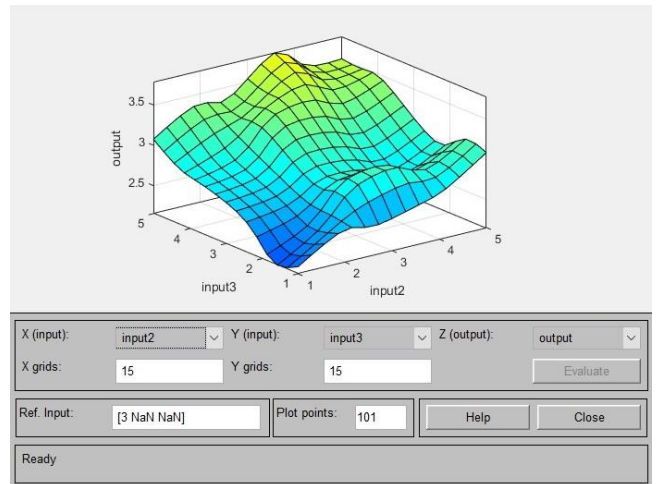 3.5
3
2.5
output
5
4
3
2
1
input3
1
2
3
4
5
input2
X (input): input2 Y (input): input3 Z (output): output
X grids: 15 Y grids: 15 Evaluate
Ref. Input: [3 NaN NaN] Plot points: 101 Help Close
Ready